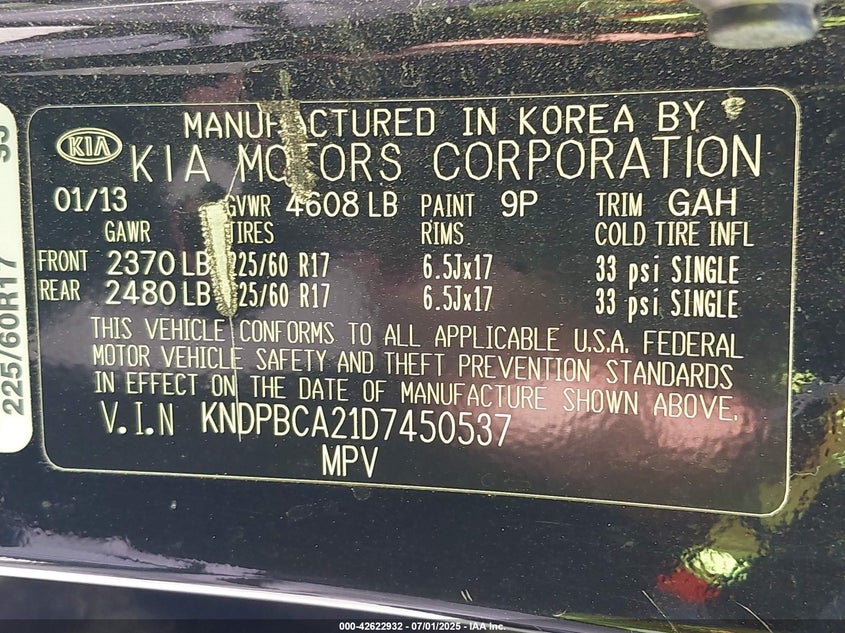 MANUFACTURED IN KOREA BY
KIA KIA MOTORS CORPORATION
01/13 GVWR 4608 LB PAINT 9P TRIM GAH
GAWR TIRES RIMS COLD TIRE INFL
FRONT 2370 LB 225/60 R17 6.5Jx17 33 psi SINGLE
REAR 2480 LB 225/60 R17 6.5Jx17 33 psi SINGLE
THIS VEHICLE CONFORMS TO ALL APPLICABLE U.S.A. FEDERAL
MOTOR VEHICLE SAFETY AND THEFT PREVENTION STANDARDS
IN EFFECT ON THE DATE OF MANUFACTURE SHOWN ABOVE.
V.I.N KNDPBCA21D7450537
MPV
225/60R17
000-42622932 - 07/01/2025 - IAA Inc.